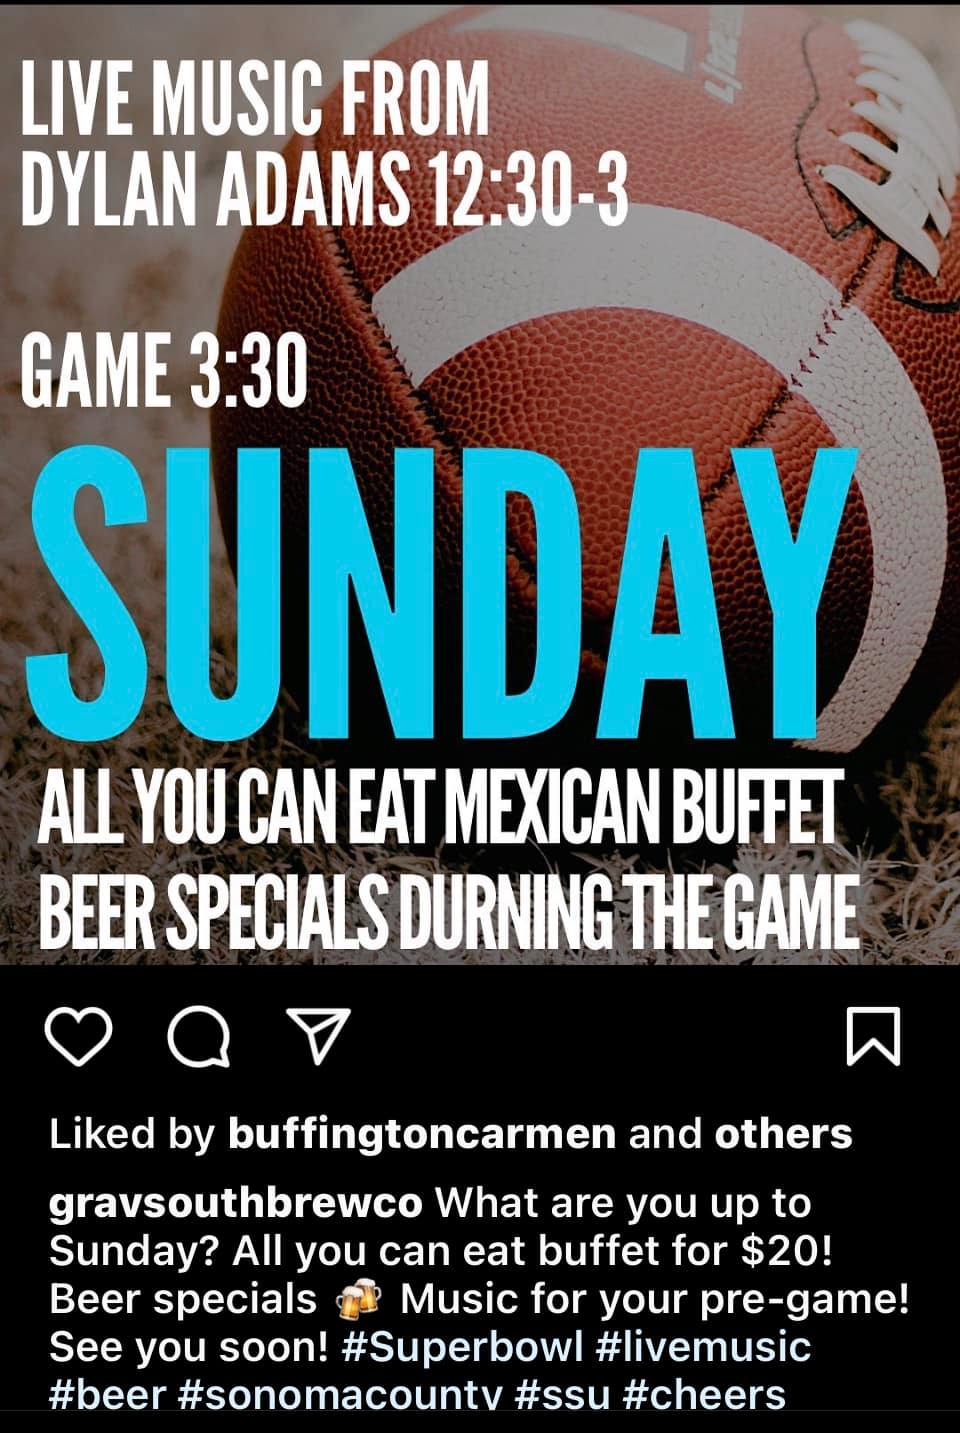 LIVE MUSIC FROM
DYLAN ADAMS 12:30-3
GAME 3:30
SUNDAY
ALL YOU CAN EAT MEXICAN BUFFET
BEER SPECIALS DURNING THE GAME
Liked by buffingtoncarmen and others
gravsouthbrewco What are you up to
Sunday? All you can eat buffet for $20!
Beer specials 🍻 Music for your pre-game!
See you soon! #Superbowl #livemusic
#beer #sonomacounty #ssu #cheers